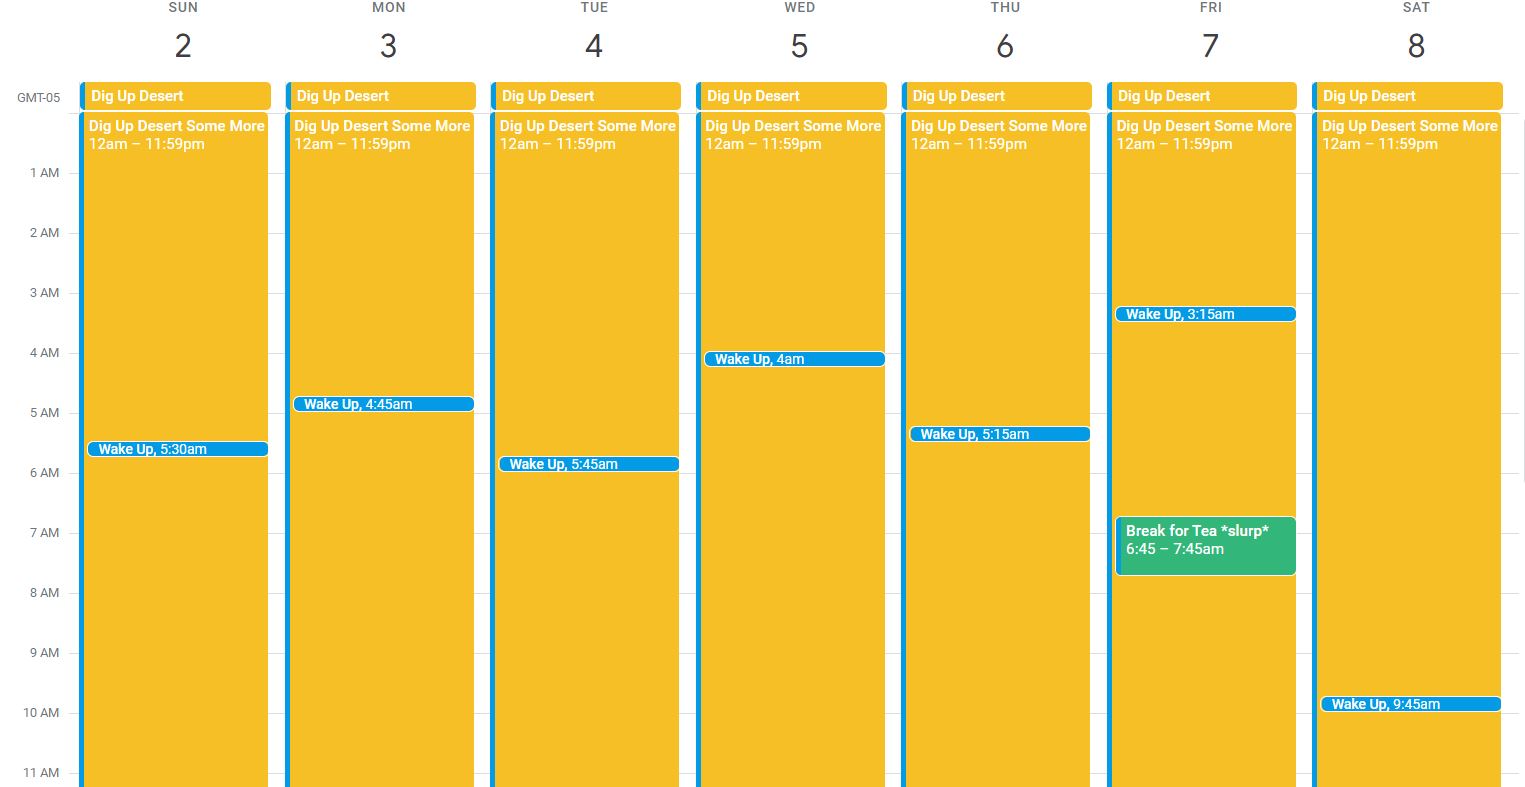 SUN MON TUE WED THU FRI SAT
2 3 4 5 6 7 8
GMT-05 Dig Up Desert Dig Up Desert Dig Up Desert Dig Up Desert Dig Up Desert Dig Up Desert Dig Up Desert
Dig Up Desert Some More Dig Up Desert Some More Dig Up Desert Some More Dig Up Desert Some More Dig Up Desert Some More Dig Up Desert Some More Dig Up Desert Some More
12am – 11:59pm 12am – 11:59pm 12am – 11:59pm 12am – 11:59pm 12am – 11:59pm 12am – 11:59pm 12am – 11:59pm
1 AM
2 AM
3 AM
Wake Up, 3:15am
4 AM Wake Up, 4am
Wake Up, 4:45am
5 AM
Wake Up, 5:15am
Wake Up, 5:30am
Wake Up, 5:45am
6 AM
7 AM Break for Tea *slurp*
6:45 – 7:45am
8 AM
9 AM
Wake Up, 9:45am
10 AM
11 AM